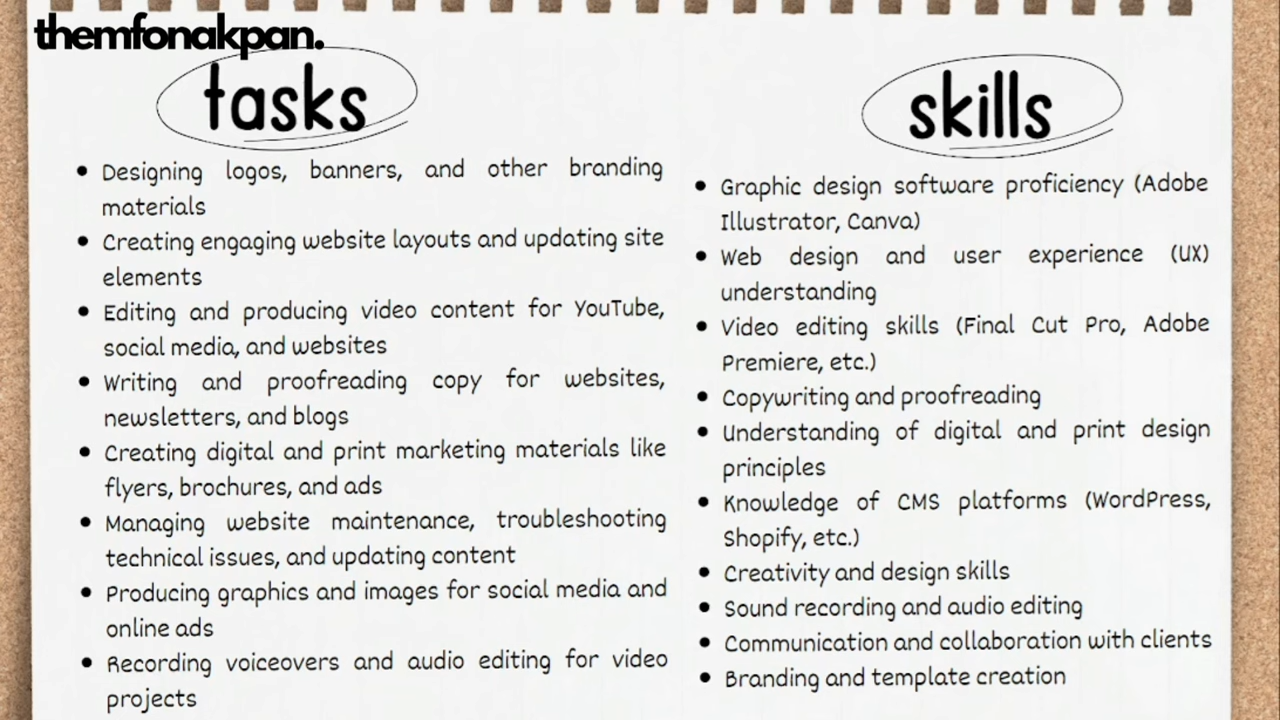 themfonakpan.
tasks
Designing logos, banners, and other branding
materials
Creating engaging website layouts and updating site
elements
Editing and producing video content for YouTube,
social media, and websites
Writing and proofreading copy for websites,
newsletters, and blogs
Creating digital and print marketing materials like
flyers, brochures, and ads
Managing website maintenance, troubleshooting
technical issues, and updating content
Producing graphics and images for social media and
online ads
Recording voiceovers and audio editing for video
projects
skills
Graphic design software proficiency (Adobe
Illustrator, Canva)
Web design and user experience (UX)
understanding
Video editing skills (Final Cut Pro, Adobe
Premiere, etc.)
Copywriting and proofreading
Understanding of digital and print design
principles
Knowledge of CMS platforms (WordPress,
Shopify, etc.)
Creativity and design skills
Sound recording and audio editing
Communication and collaboration with clients
Branding and template creation